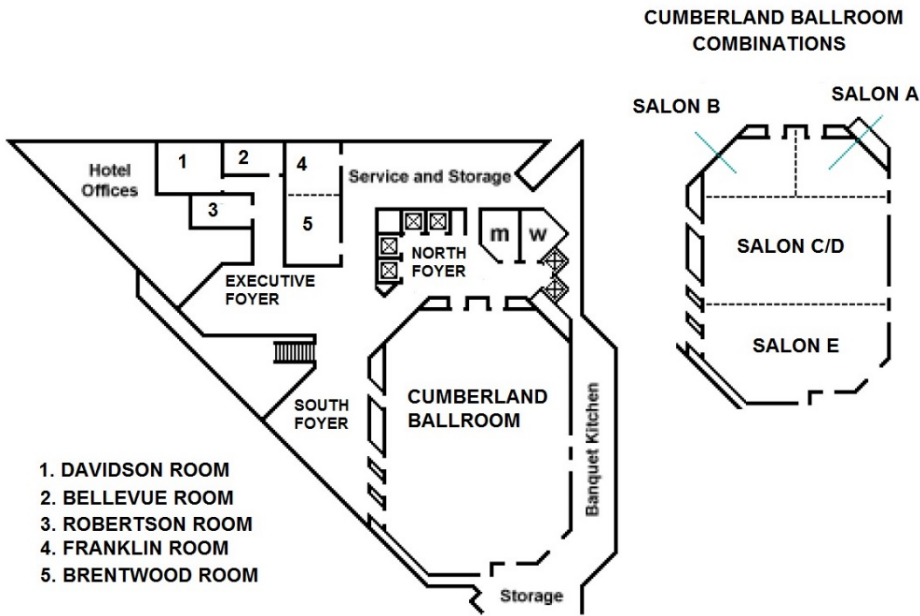 CUMBERLAND BALLROOM
COMBINATIONS
SALON B
SALON A
SALON C/D
SALON E
Hotel
Offices
1
2
3
4
5
Service and Storage
m
w
NORTH
FOYER
EXECUTIVE
FOYER
SOUTH
FOYER
CUMBERLAND
BALLROOM
Banquet Kitchen
Storage
1. DAVIDSON ROOM
2. BELLEVUE ROOM
3. ROBERTSON ROOM
4. FRANKLIN ROOM
5. BRENTWOOD ROOM